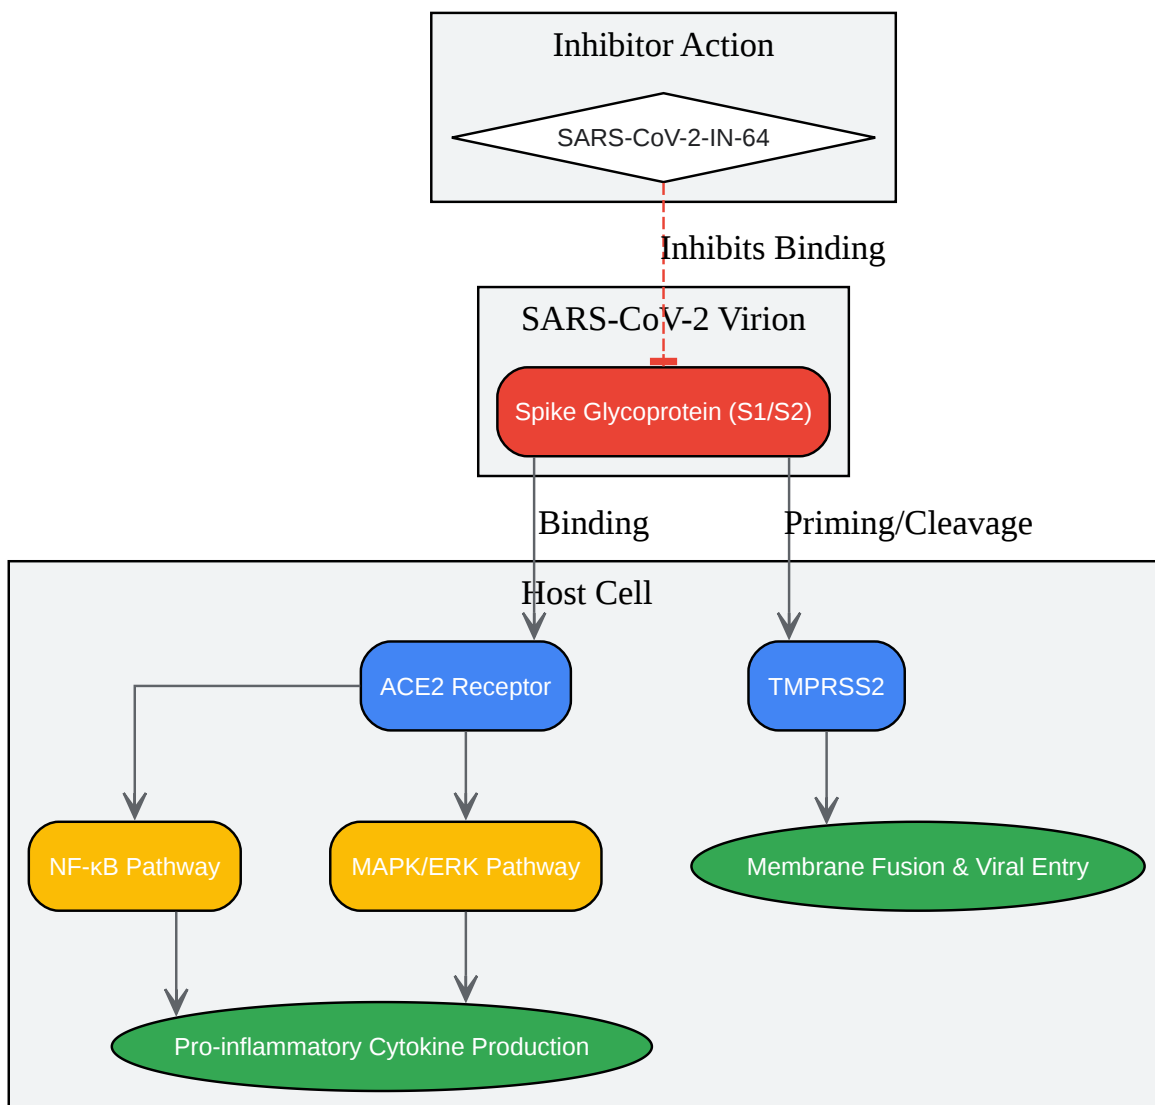 Inhibitor Action
SARS-CoV-2-IN-64
Inhibits Binding
SARS-CoV-2 Virion
Spike Glycoprotein (S1/S2)
Binding
Priming/Cleavage
Host Cell
ACE2 Receptor
TMPRSS2
NF-κB Pathway
MAPK/ERK Pathway
Membrane Fusion & Viral Entry
Pro-inflammatory Cytokine Production